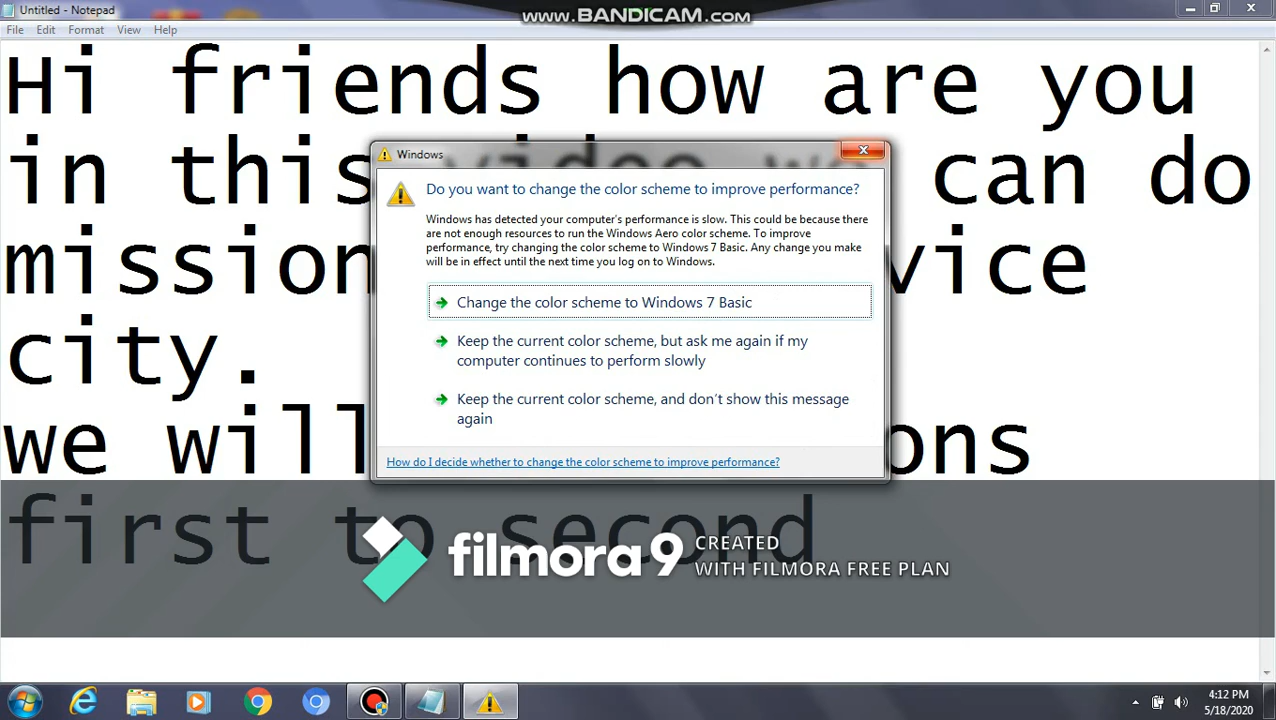 Untitled - Notepad
www.BANDICAM.com
File Edit Format View Help
Hi friends how are you
in this video we can do
mission vice
city.
we will ons
first to second
Windows
Do you want to change the color scheme to improve performance?
Windows has detected your computer's performance is slow. This could be because there
are not enough resources to run the Windows Aero color scheme. To improve
performance, try changing the color scheme to Windows 7 Basic. Any change you make
will be in effect until the next time you log on to Windows.
Change the color scheme to Windows 7 Basic
Keep the current color scheme, but ask me again if my
computer continues to perform slowly
Keep the current color scheme, and don't show this message
again
How do I decide whether to change the color scheme to improve performance?
filmora 9
CREATED
WITH FILMORA FREE PLAN
4:12 PM
5/18/2020